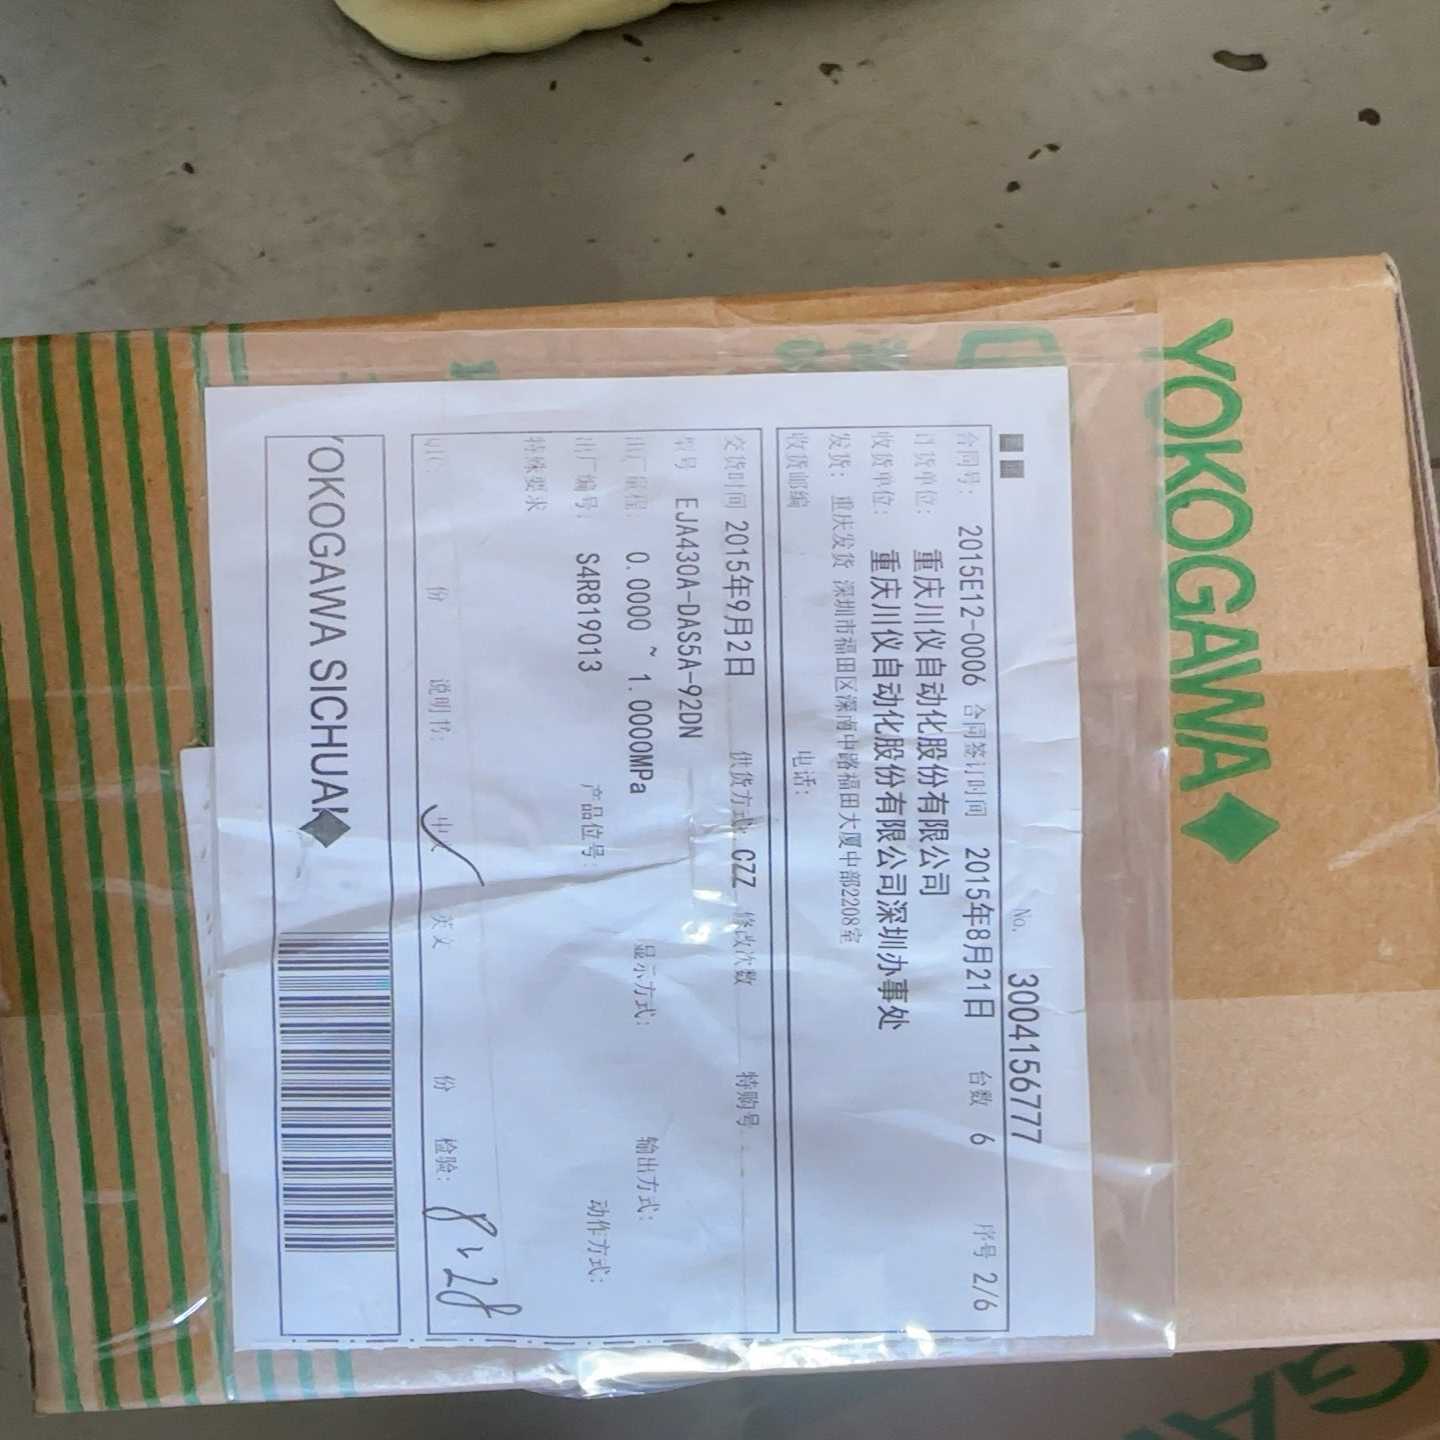 YOKOGAWA
No. 3004156777
合同号: 2015E12-0006 合同签订时间 2015年8月21日 台数 6 序号 2/6
订货单位: 重庆川仪自动化股份有限公司
收货单位: 重庆川仪自动化股份有限公司深圳办事处
发货: 重庆发货 深圳市福田区深南中路福田大厦中部2208室
收货邮编 电话:
交货时间 2015年9月2日 供货方式: CZZ 修改次数 特购号
型号 EJA430A-DAS5A-92DN
出厂量程: 0.0000 ~ 1.0000MPa 显示方式: 输出方式:
出厂编号: S4R819013 产品位号: 动作方式:
特殊要求
份 说明书: 中文 英文 份 检验:
YOKOGAWA SICHUAN